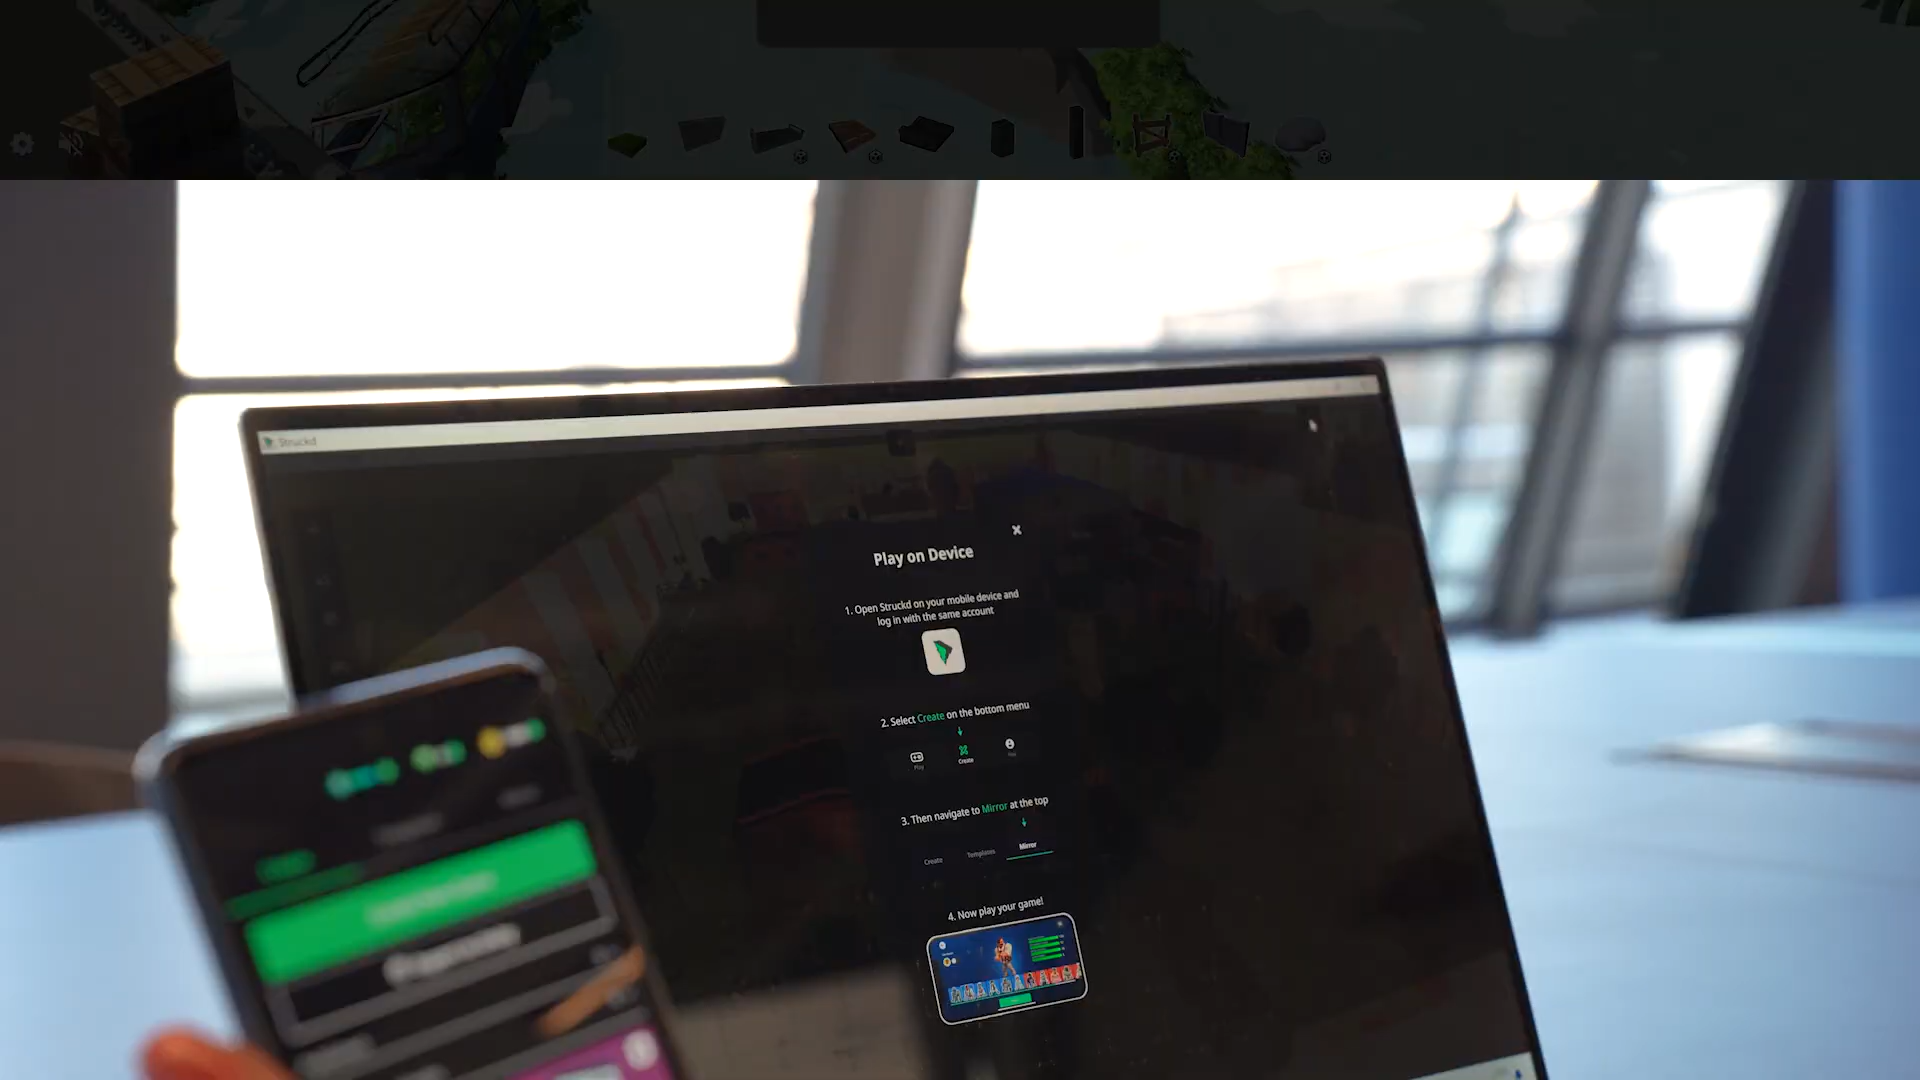 Struckd
Play on Device
1. Open Struckd on your mobile device and
log in with the same account
2. Select Create on the bottom menu
Play
Create
3. Then navigate to Mirror at the top
Create
Templates
Mirror
4. Now play your game!